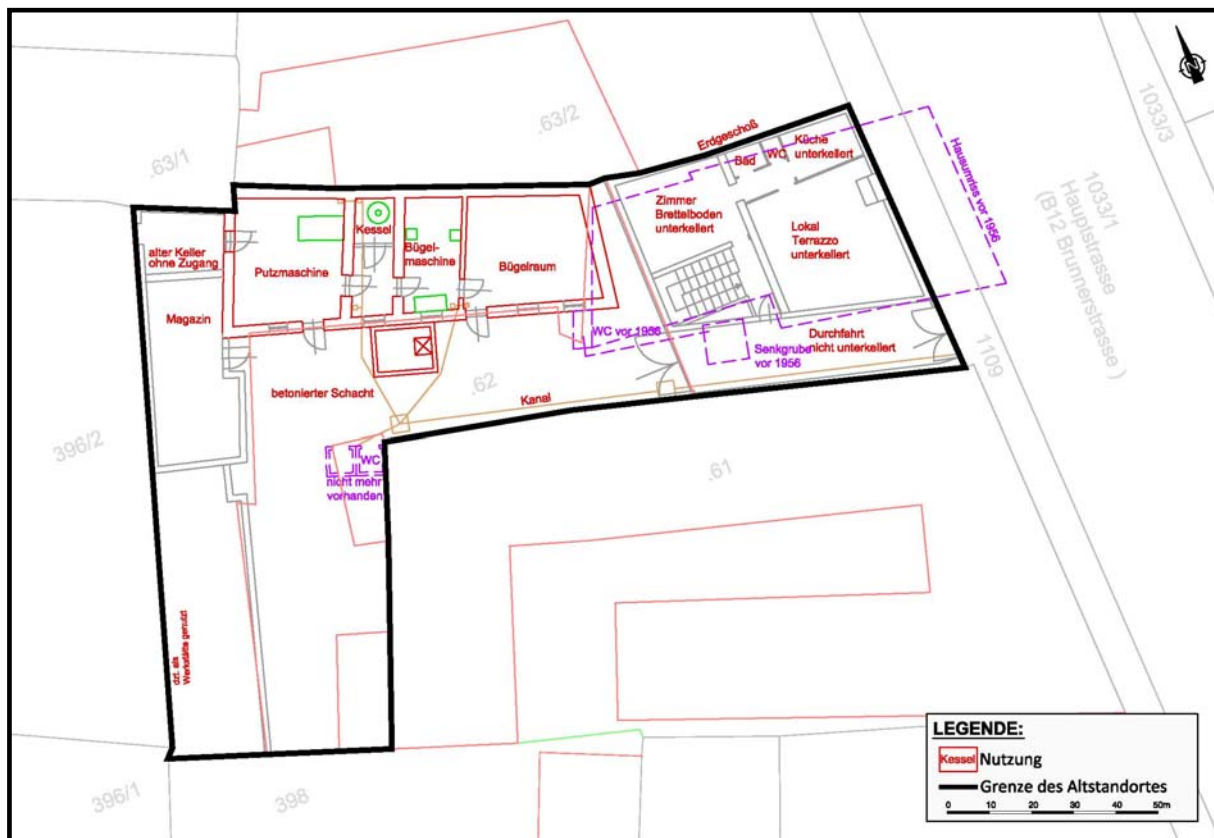 N
1033/3
.63/2
Erdgeschoß
.63/1
Küche
unterkellert
WC
Bad
Hausumriss vor 1956
1033/1
Hauptstrasse
(B12 Brunnerstrasse )
Zimmer
Brettelboden
unterkellert
Kessel
Lokal
Terrazzo
unterkellert
alter Keller
ohne Zugang
Bügel-
maschine
Putzmaschine
Bügelraum
Magazin
WC vor 1956
Durchfahrt
nicht unterkellert
Senkgrube
vor 1956
1109
betonierter Schacht
.62
Kanal
396/2
WC
nicht mehr
vorhanden
.61
dzt. als
Werkstätte genutzt
396/1
398
LEGENDE:
Kessel Nutzung
Grenze des Altstandortes
0 10 20 30 40 50m